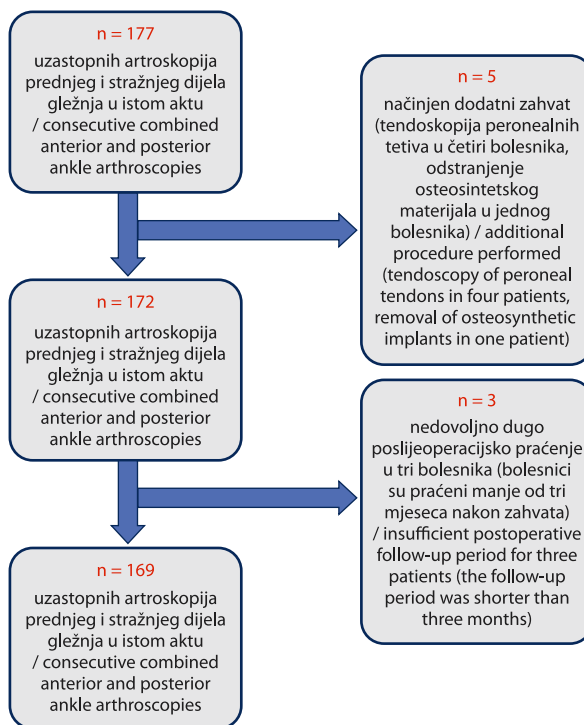 n = 177
uzastopnih artroskopija
prednjeg i stražnjeg dijela
gležnja u istom aktu
/ consecutive combined
anterior and posterior
ankle arthroscopies
n = 5
načinjen dodatni zahvat
(tendoskopija peronealnih
tetiva u četiri bolesnika,
odstranjenje
osteosintetskog
materijala u jednog
bolesnika) / additional
procedure performed
(tendoscopy of peroneal
tendons in four patients,
removal of osteosynthetic
implants in one patient)
n = 172
uzastopnih artroskopija
prednjeg i stražnjeg dijela
gležnja u istom aktu
/ consecutive combined
anterior and posterior
ankle arthroscopies
n = 3
nedovoljno dugo
poslijeoperacijsko praćenje
u tri bolesnika (bolesnici
su praćeni manje od tri
mjeseca nakon zahvata)
/ insufficient postoperative
follow-up period for three
patients (the follow-up
period was shorter than
three months)
n = 169
uzastopnih artroskopija
prednjeg i stražnjeg dijela
gležnja u istom aktu
/ consecutive combined
anterior and posterior
ankle arthroscopies